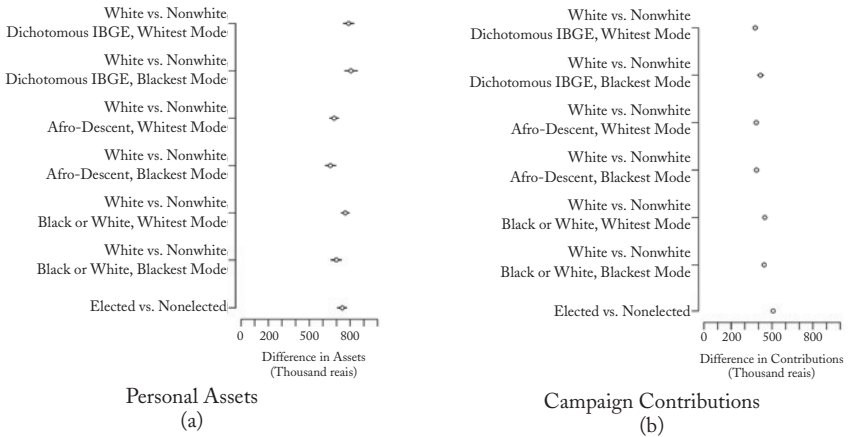 White vs. Nonwhite
Dichotomous IBGE, Whitest Mode
White vs. Nonwhite
Dichotomous IBGE, Blackest Mode
White vs. Nonwhite
Afro-Descent, Whitest Mode
White vs. Nonwhite
Afro-Descent, Blackest Mode
White vs. Nonwhite
Black or White, Whitest Mode
White vs. Nonwhite
Black or White, Blackest Mode
Elected vs. Nonelected
0 200 500 800
Difference in Assets
(Thousand reais)
Personal Assets
(a)
White vs. Nonwhite
Dichotomous IBGE, Whitest Mode
White vs. Nonwhite
Dichotomous IBGE, Blackest Mode
White vs. Nonwhite
Afro-Descent, Whitest Mode
White vs. Nonwhite
Afro-Descent, Blackest Mode
White vs. Nonwhite
Black or White, Whitest Mode
White vs. Nonwhite
Black or White, Blackest Mode
Elected vs. Nonelected
0 200 500 800
Difference in Contributions
(Thousand reais)
Campaign Contributions
(b)